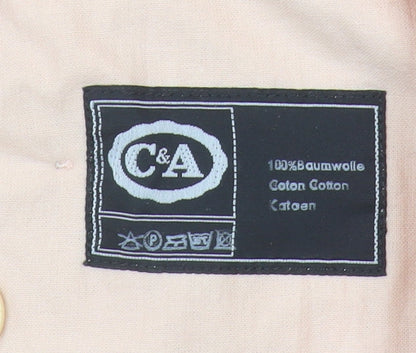 C&A
100%Baumwolle
Coton Cotton
Katoen
P